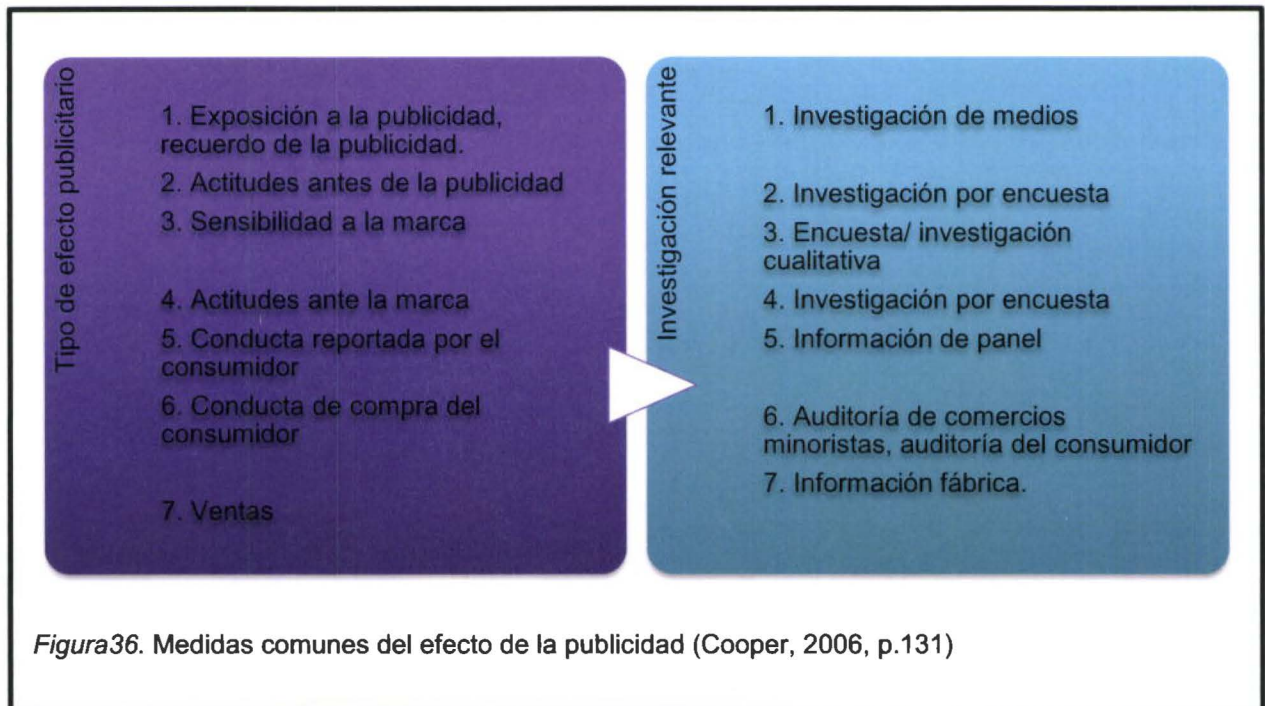 Tipo de efecto publicitario
1. Exposición a la publicidad,
recuerdo de la publicidad.
2. Actitudes antes de la publicidad
3. Sensibilidad a la marca
4. Actitudes ante la marca
5. Conducta reportada por el
consumidor
6. Conducta de compra del
consumidor
7. Ventas
Investigación relevante
1. Investigación de medios
2. Investigación por encuesta
3. Encuesta/ investigación
cualitativa
4. Investigación por encuesta
5. Información de panel
6. Auditoría de comercios
minoristas, auditoría del consumidor
7. Información fábrica.
Figura36. Medidas comunes del efecto de la publicidad (Cooper, 2006, p.131)